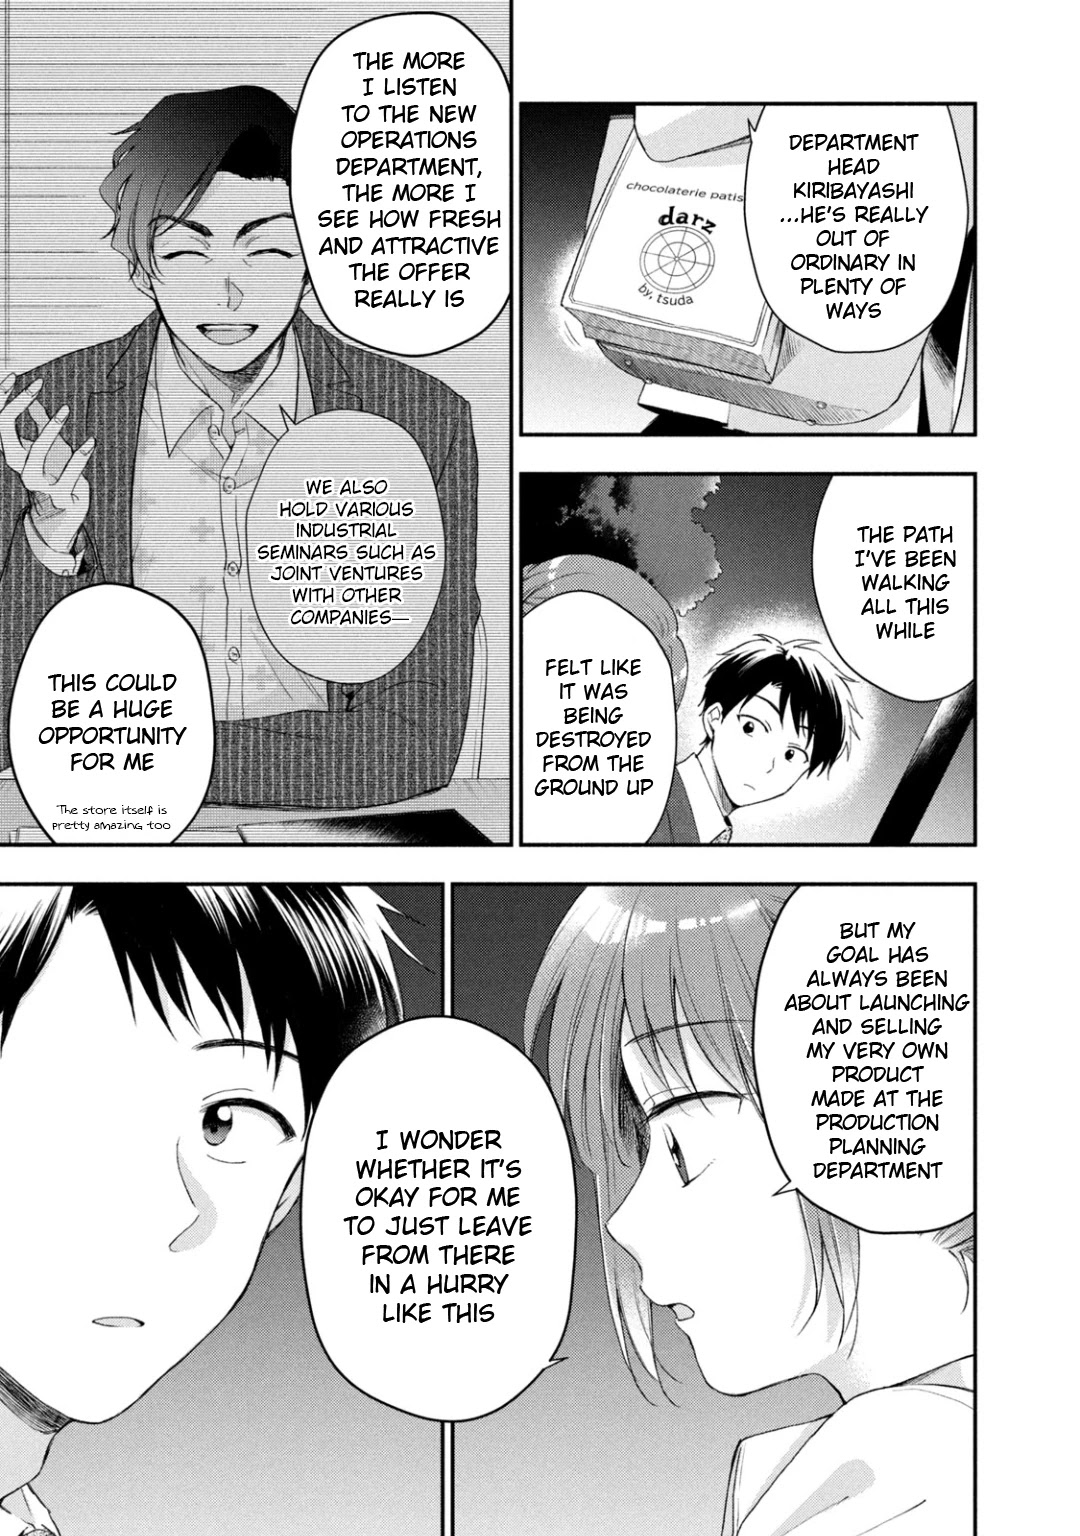 DEPARTMENT
HEAD
KIRIBAYASHI
...HE'S REALLY
OUT OF
ORDINARY IN
PLENTY OF
WAYS
chocolaterie patis
darz
by, tsuda
THE PATH
I'VE BEEN
WALKING
ALL THIS
WHILE
FELT LIKE
IT WAS
BEING
DESTROYED
FROM THE
GROUND UP
THE MORE
I LISTEN
TO THE NEW
OPERATIONS
DEPARTMENT,
THE MORE I
SEE HOW FRESH
AND ATTRACTIVE
THE OFFER
REALLY IS
WE ALSO
HOLD VARIOUS
INDUSTRIAL
SEMINARS SUCH AS
JOINT VENTURES
WITH OTHER
COMPANIES—
THIS COULD
BE A HUGE
OPPORTUNITY
FOR ME
The store itself is
pretty amazing too
BUT MY
GOAL HAS
ALWAYS BEEN
ABOUT LAUNCHING
AND SELLING
MY VERY OWN
PRODUCT
MADE AT THE
PRODUCTION
PLANNING
DEPARTMENT
I WONDER
WHETHER IT'S
OKAY FOR ME
TO JUST LEAVE
FROM THERE
IN A HURRY
LIKE THIS